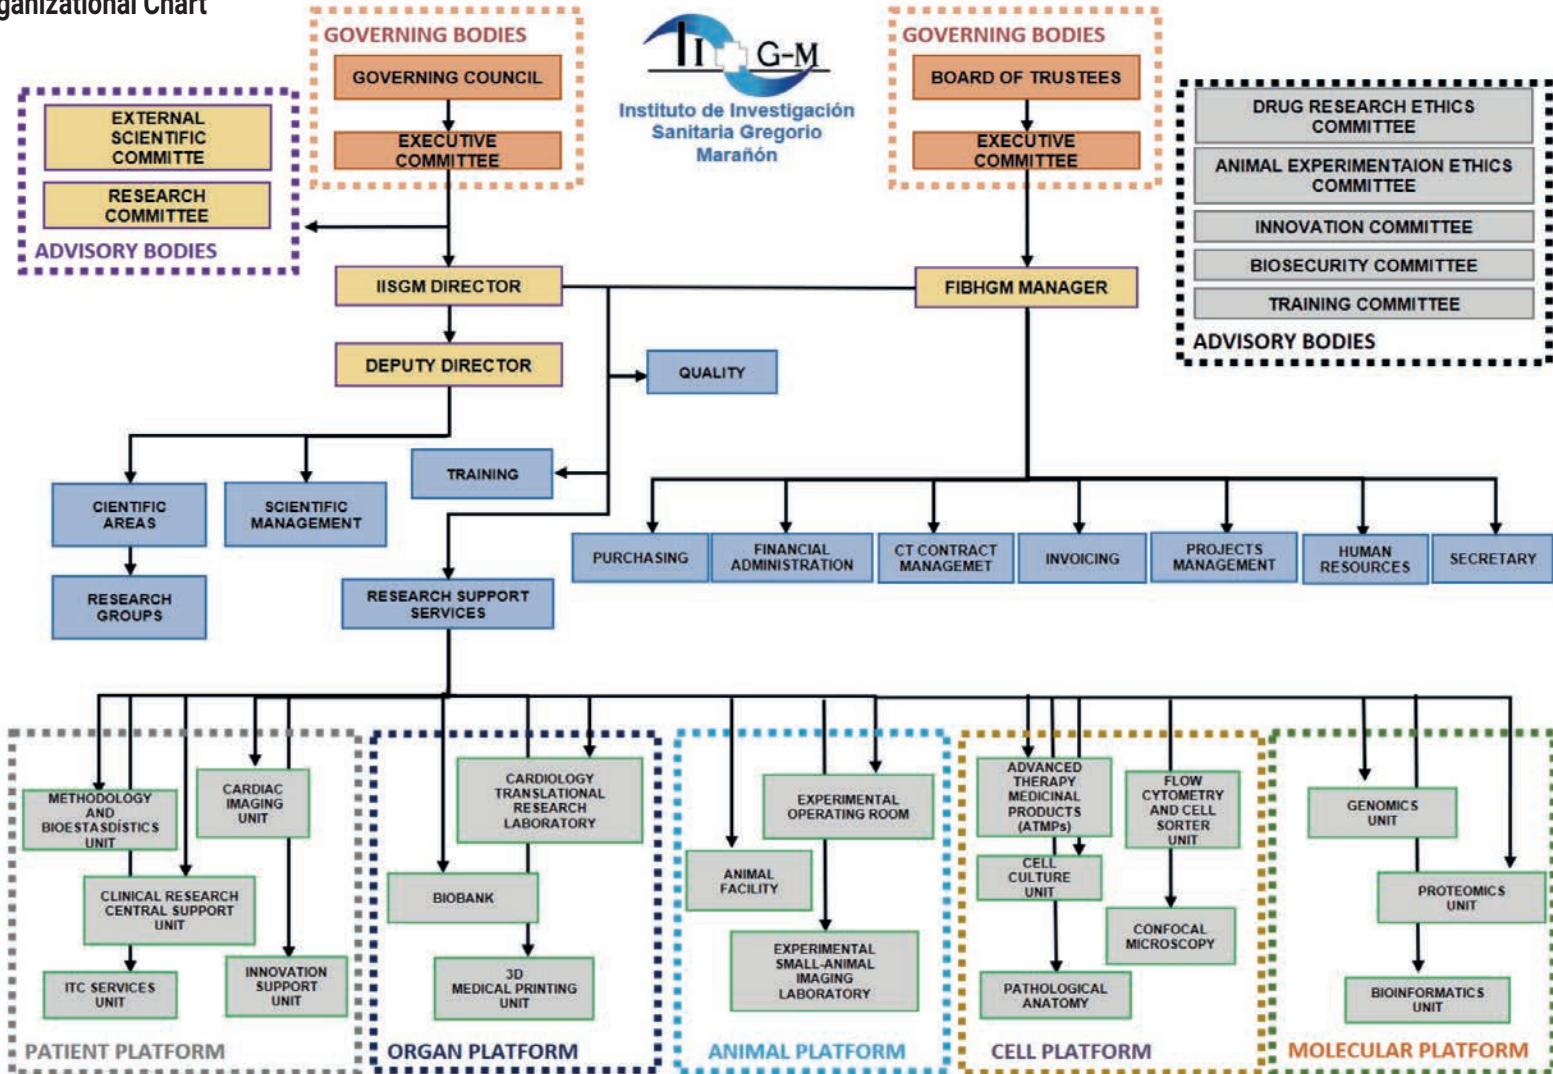 GOVERNING BODIES
GOVERNING COUNCIL
EXECUTIVE
COMMITTEE
EXTERNAL
SCIENTIFIC
COMMITTE
RESEARCH
COMMITTEE
ADVISORY BODIES
II G-M
Instituto de Investigación
Sanitaria Gregorio
Marañón
GOVERNING BODIES
BOARD OF TRUSTEES
EXECUTIVE
COMMITTEE
DRUG RESEARCH ETHICS
COMMITTEE
ANIMAL EXPERIMENTAION ETHICS
COMMITTEE
INNOVATION COMMITTEE
BIOSECURITY COMMITTEE
TRAINING COMMITTEE
ADVISORY BODIES
IISGM DIRECTOR
FIBHGM MANAGER
DEPUTY DIRECTOR
QUALITY
TRAINING
CIENTIFIC
AREAS
SCIENTIFIC
MANAGEMENT
RESEARCH
GROUPS
RESEARCH SUPPORT
SERVICES
PURCHASING
FINANCIAL
ADMINISTRATION
CT CONTRACT
MANAGEMET
INVOICING
PROJECTS
MANAGEMENT
HUMAN
RESOURCES
SECRETARY
METHODOLOGY
AND
BIOESTASDÍSTICS
UNIT
CARDIAC
IMAGING
UNIT
CLINICAL RESEARCH
CENTRAL SUPPORT
UNIT
ITC SERVICES
UNIT
INNOVATION
SUPPORT
UNIT
PATIENT PLATFORM
CARDIOLOGY
TRANSLATIONAL
RESEARCH
LABORATORY
BIOBANK
3D
MEDICAL PRINTING
UNIT
ORGAN PLATFORM
EXPERIMENTAL
OPERATING ROOM
ANIMAL
FACILITY
EXPERIMENTAL
SMALL-ANIMAL
IMAGING
LABORATORY
ANIMAL PLATFORM
ADVANCED
THERAPY
MEDICINAL
PRODUCTS
(ATMPs)
FLOW
CYTOMETRY
AND CELL
SORTER
UNIT
CELL
CULTURE
UNIT
CONFOCAL
MICROSCOPY
PATHOLOGICAL
ANATOMY
CELL PLATFORM
GENOMICS
UNIT
PROTEOMICS
UNIT
BIOINFORMATICS
UNIT
MOLECULAR PLATFORM